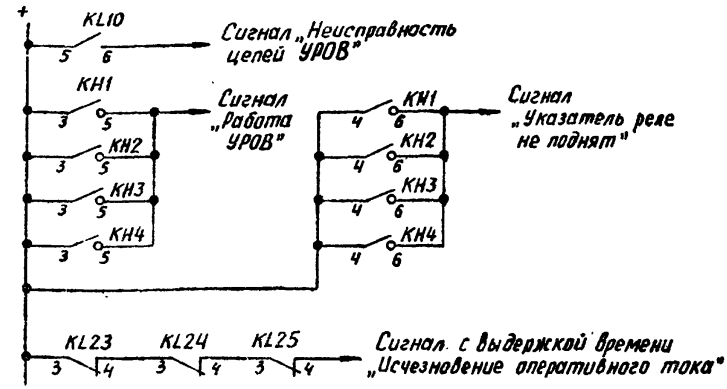 +
KL10
5 6
Сигнал „Неисправность
цепей УРОВ"
KH1
3 5
Сигнал
„Работа
УРОВ"
KH2
3 5
KH3
3 5
KH4
3 5
KH1
4 6
Сигнал
„Указатель реле
не поднят"
KH2
4 6
KH3
4 6
KH4
4 6
KL23
3 4
KL24
3 4
KL25
3 4
Сигнал с выдержкой времени
„Исчезновение оперативного тока"